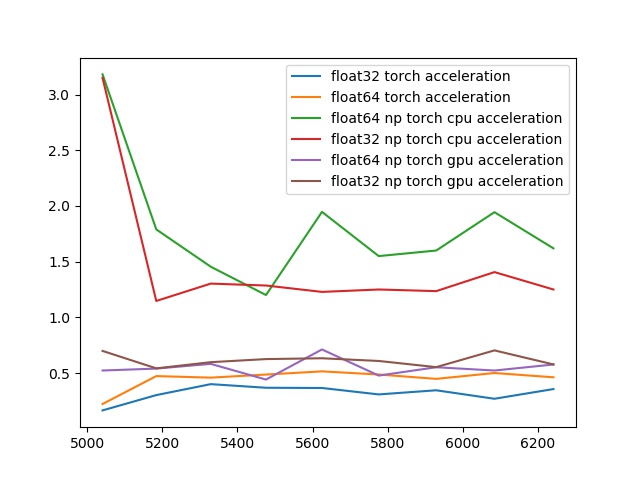 float32 torch acceleration
float64 torch acceleration
float64 np torch cpu acceleration
float32 np torch cpu acceleration
float64 np torch gpu acceleration
float32 np torch gpu acceleration
3.0
2.5
2.0
1.5
1.0
0.5
5000 5200 5400 5600 5800 6000 6200